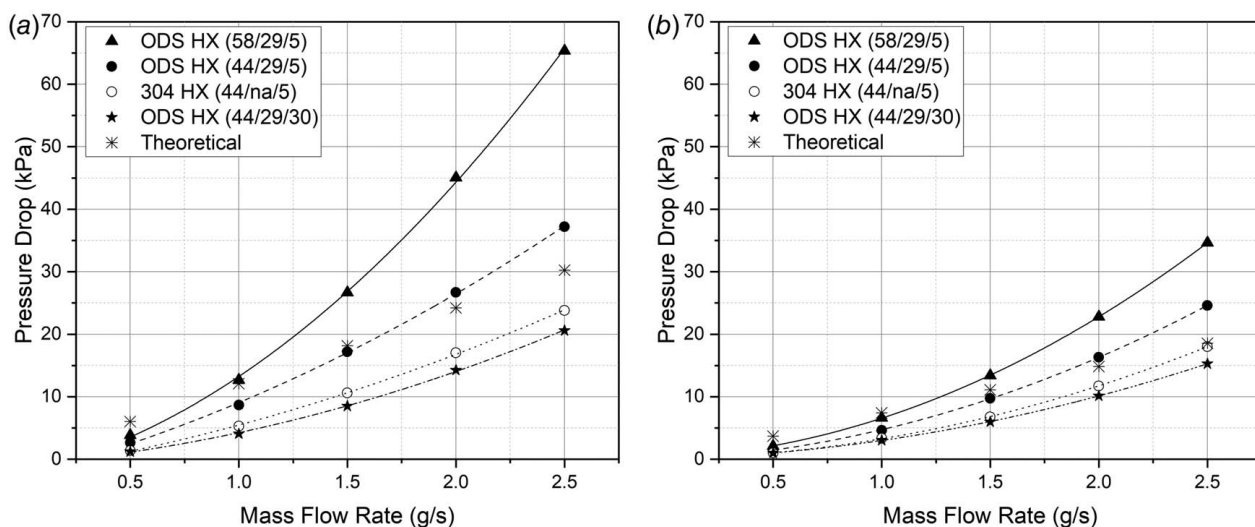 (a)
70
60
50
40
30
20
10
0
Pressure Drop (kPa)
ODS HX (58/29/5)
ODS HX (44/29/5)
304 HX (44/na/5)
ODS HX (44/29/30)
Theoretical
0.5 1.0 1.5 2.0 2.5
Mass Flow Rate (g/s)
(b)
70
60
50
40
30
20
10
0
Pressure Drop (kPa)
ODS HX (58/29/5)
ODS HX (44/29/5)
304 HX (44/na/5)
ODS HX (44/29/30)
Theoretical
0.5 1.0 1.5 2.0 2.5
Mass Flow Rate (g/s)